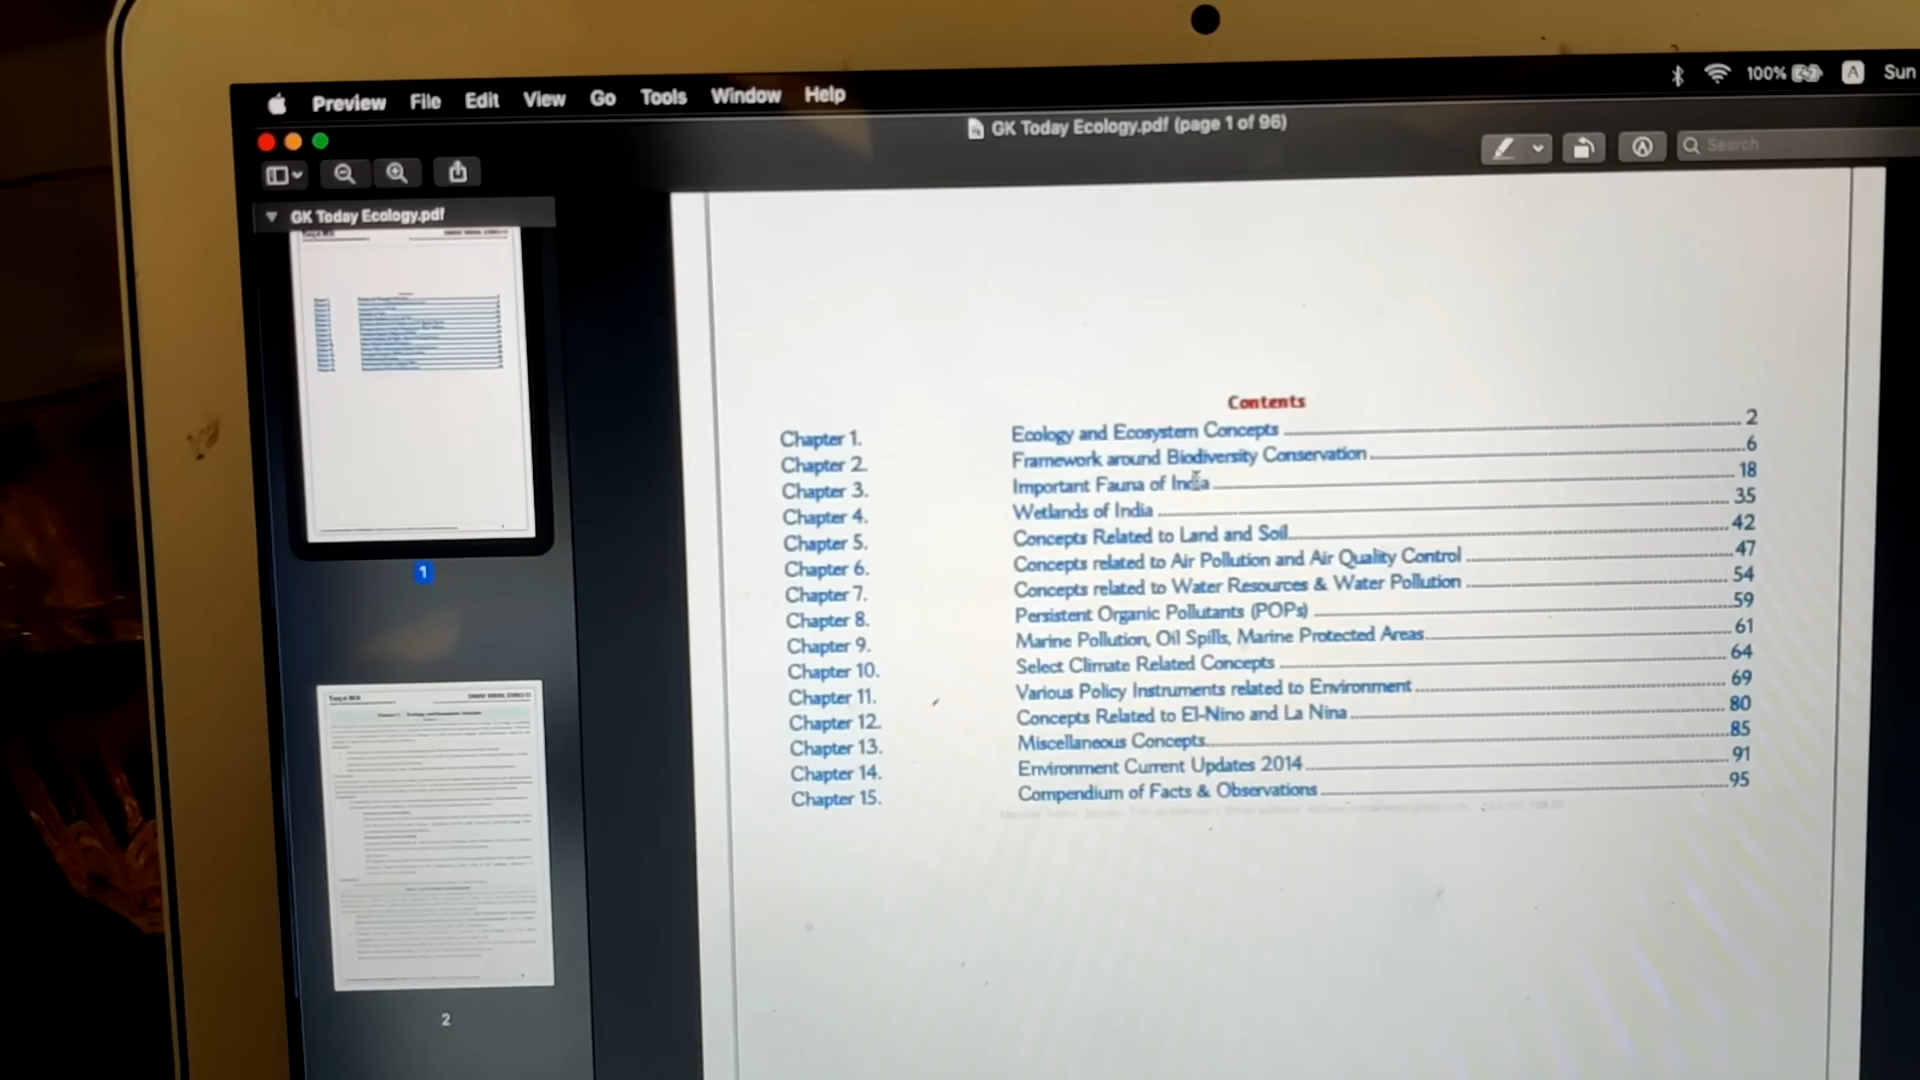 Preview File Edit View Go Tools Window Help
100% A Sun
GK Today Ecology.pdf (page 1 of 96)
Search
GK Today Ecology.pdf
1
2
Contents
Chapter 1. Ecology and Ecosystem Concepts 2
Chapter 2. Framework around Biodiversity Conservation 6
Chapter 3. Important Fauna of India 18
Chapter 4. Wetlands of India 35
Chapter 5. Concepts Related to Land and Soil 42
Chapter 6. Concepts related to Air Pollution and Air Quality Control 47
Chapter 7. Concepts related to Water Resources & Water Pollution 54
Chapter 8. Persistent Organic Pollutants (POPs) 59
Chapter 9. Marine Pollution, Oil Spills, Marine Protected Areas 61
Chapter 10. Select Climate Related Concepts 64
Chapter 11. Various Policy Instruments related to Environment 69
Chapter 12. Concepts Related to El-Nino and La Nina 80
Chapter 13. Miscellaneous Concepts 85
Chapter 14. Environment Current Updates 2014 91
Chapter 15. Compendium of Facts & Observations 95